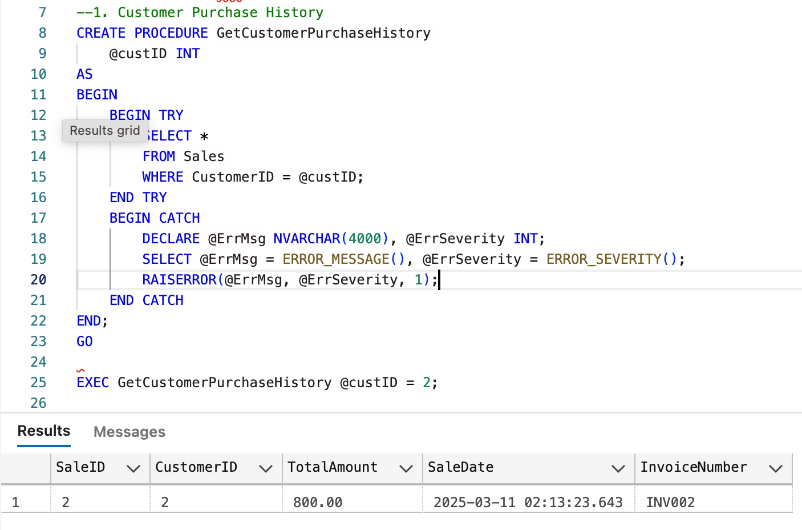 7 --1. Customer Purchase History
8 CREATE PROCEDURE GetCustomerPurchaseHistory
9 @custID INT
10 AS
11 BEGIN
12 BEGIN TRY
Results grid
13 SELECT *
14 FROM Sales
15 WHERE CustomerID = @custID;
16 END TRY
17 BEGIN CATCH
18 DECLARE @ErrMsg NVARCHAR(4000), @ErrSeverity INT;
19 SELECT @ErrMsg = ERROR_MESSAGE(), @ErrSeverity = ERROR_SEVERITY();
20 RAISERROR(@ErrMsg, @ErrSeverity, 1);
21 END CATCH
22 END;
23 GO
24
25 EXEC GetCustomerPurchaseHistory @custID = 2;
26
Results Messages
SaleID CustomerID TotalAmount SaleDate InvoiceNumber
1 2 2 800.00 2025-03-11 02:13:23.643 INV002